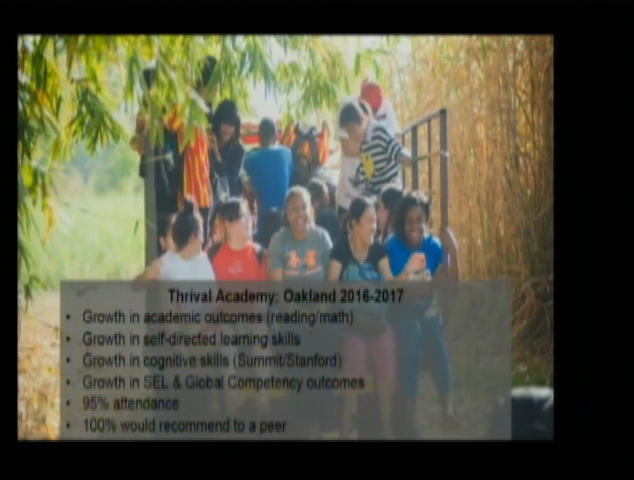 Thrival Academy: Oakland 2016-2017
• Growth in academic outcomes (reading/math)
• Growth in self-directed learning skills
• Growth in cognitive skills (Summit/Stanford)
• Growth in SEL & Global Competency outcomes
• 95% attendance
• 100% would recommend to a peer